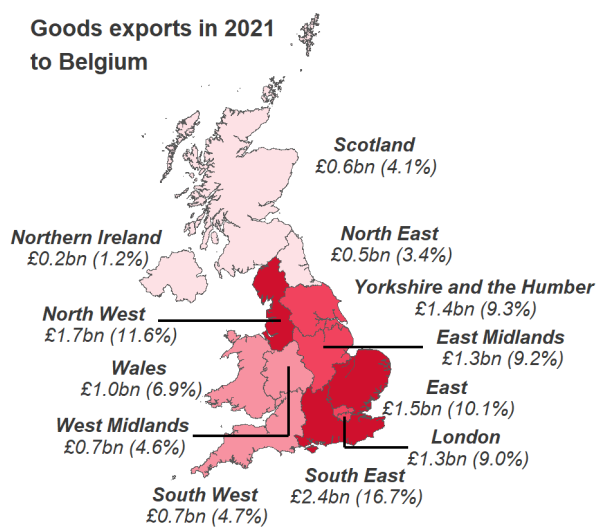 Goods exports in 2021
to Belgium
Scotland
£0.6bn (4.1%)
Northern Ireland
£0.2bn (1.2%)
North East
£0.5bn (3.4%)
Yorkshire and the Humber
£1.4bn (9.3%)
North West
£1.7bn (11.6%)
East Midlands
£1.3bn (9.2%)
Wales
£1.0bn (6.9%)
East
£1.5bn (10.1%)
West Midlands
£0.7bn (4.6%)
London
£1.3bn (9.0%)
South East
£2.4bn (16.7%)
South West
£0.7bn (4.7%)